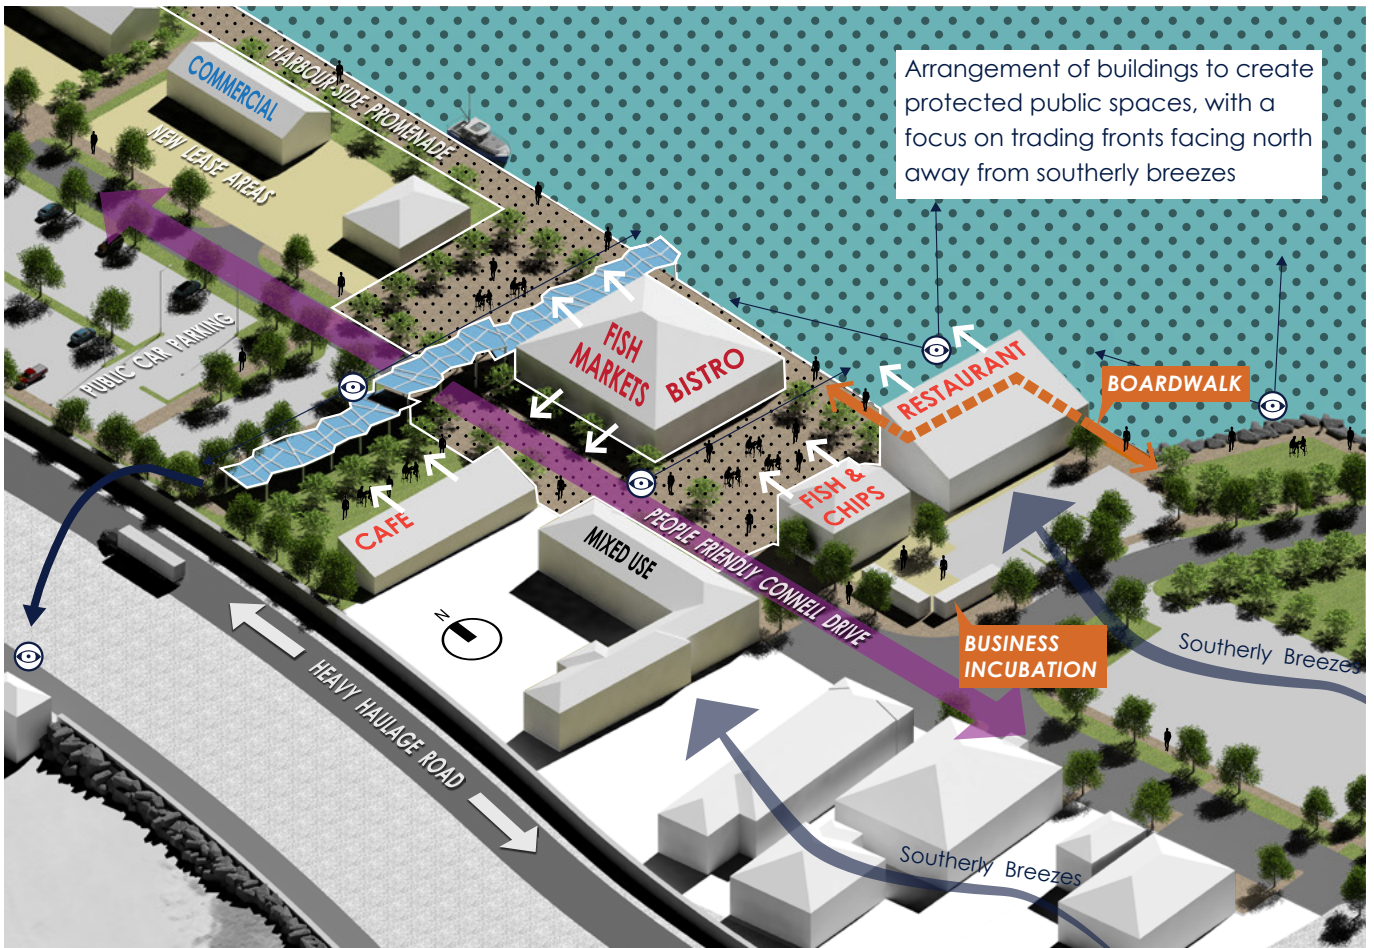 HARBOUR-SIDE PROMENADE
COMMERCIAL
NEW LEASE AREAS
Arrangement of buildings to create
protected public spaces, with a
focus on trading fronts facing north
away from southerly breezes
PUBLIC CAR PARKING
FISH
MARKETS
BISTRO
RESTAURANT
BOARDWALK
FISH &
CHIPS
CAFE
MIXED USE
PEOPLE FRIENDLY CONNELL DRIVE
N
BUSINESS
INCUBATION
Southerly Breezes
HEAVY HAULAGE ROAD
Southerly Breezes